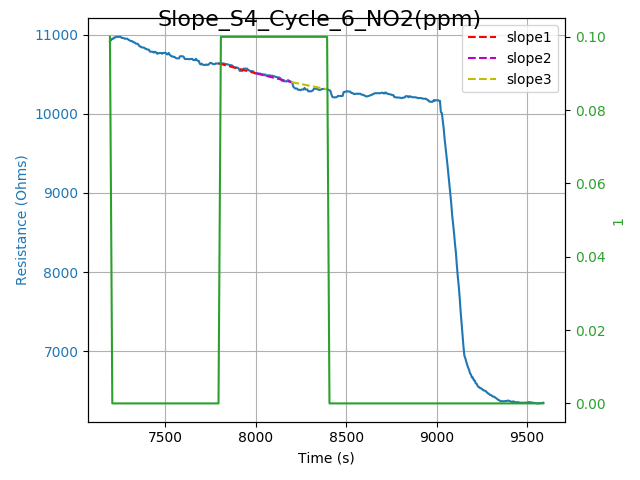 Slope_S4_Cycle_6_NO2(ppm)
slope1
slope2
slope3
11000
10000
9000
8000
7000
Resistance (Ohms)
0.10
0.08
0.06
0.04
0.02
0.00
1
7500
8000
8500
9000
9500
Time (s)